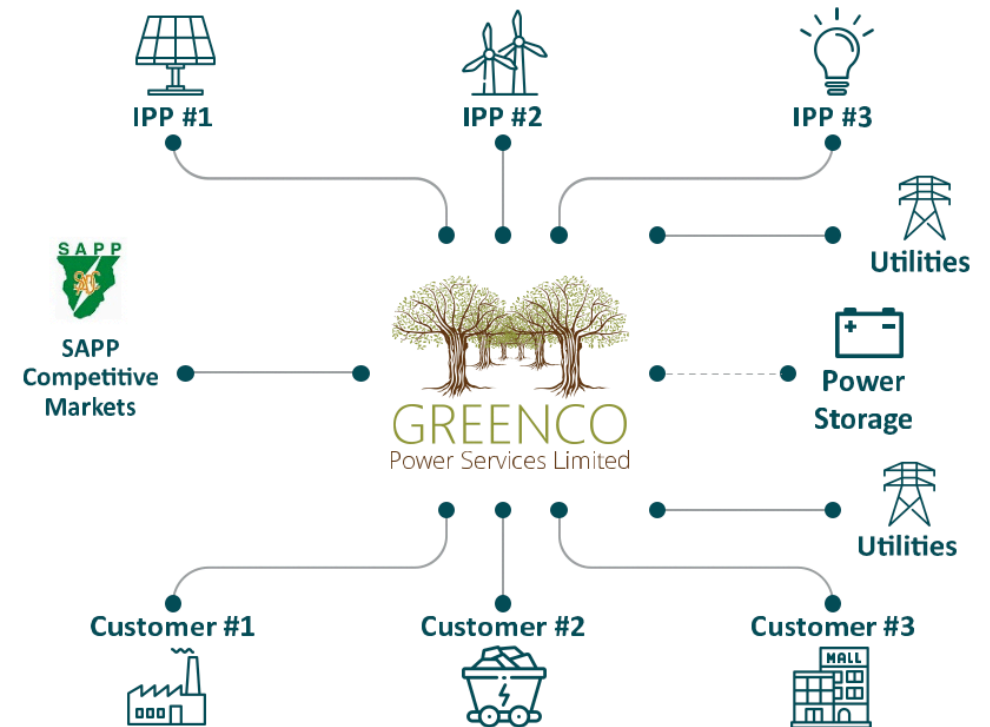 IPP #1
IPP #2
IPP #3
Utilities
SAPP
SAPP
Competitive
Markets
GREENCO
Power Services Limited
Power
Storage
Utilities
Customer #1
Customer #2
Customer #3
MALL